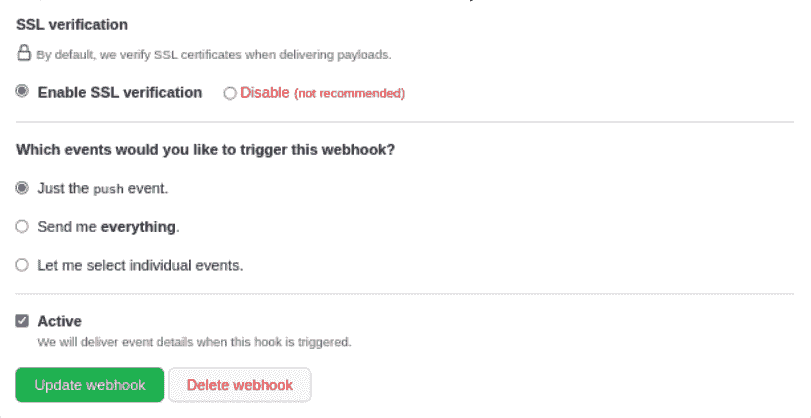 SSL verification
By default, we verify SSL certificates when delivering payloads.
Enable SSL verification Disable (not recommended)
Which events would you like to trigger this webhook?
Just the push event.
Send me everything.
Let me select individual events.
Active
We will deliver event details when this hook is triggered.
Update webhook Delete webhook